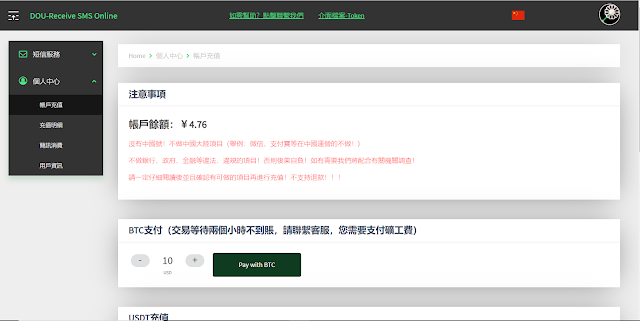 DOU-Receive SMS Online
如需幫助？點擊聯繫我們 介面檔案-Token
短信服務
個人中心
帳戶充值
充值明細
簡訊消費
用戶資訊
Home > 個人中心 > 帳戶充值
注意事項
帳戶餘額：￥4.76
沒有中國號！不做中國大陸項目（舉例：微信、支付寶等在中國運營的不做！）
不做銀行、政府、金融等違法、違規的項目！否則後果自負！如有需要我們將配合有關機關調查！
請一定仔細閱讀後並且確認有可做的項目再進行充值！不支持退款！！！
BTC支付（交易等待兩個小時不到賬，請聯繫客服，您需要支付礦工費）
- 10 +
USD
Pay with BTC
USDT充值